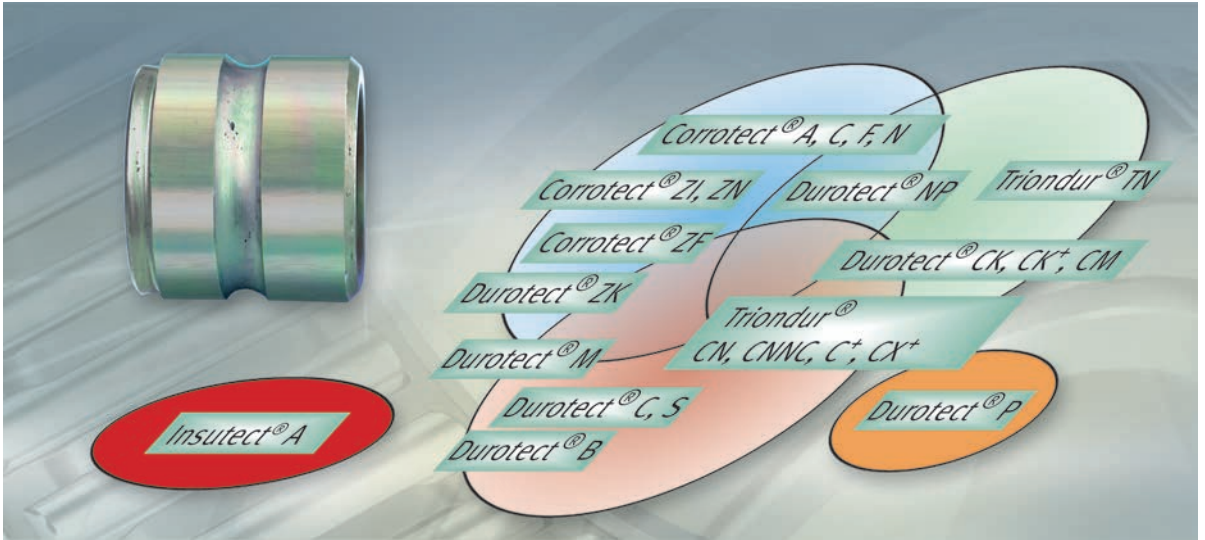 Corrotect® A, C, F, N
Corrotect® ZI, ZN
Durotect® NP
Triondur® TN
Corrotect® ZF
Durotect® CK, CK⁺, CM
Durotect® ZK
Triondur®
CN, CNNC, C⁺, CX⁺
Durotect® M
Durotect® C, S
Durotect® P
Insutect® A
Durotect® B